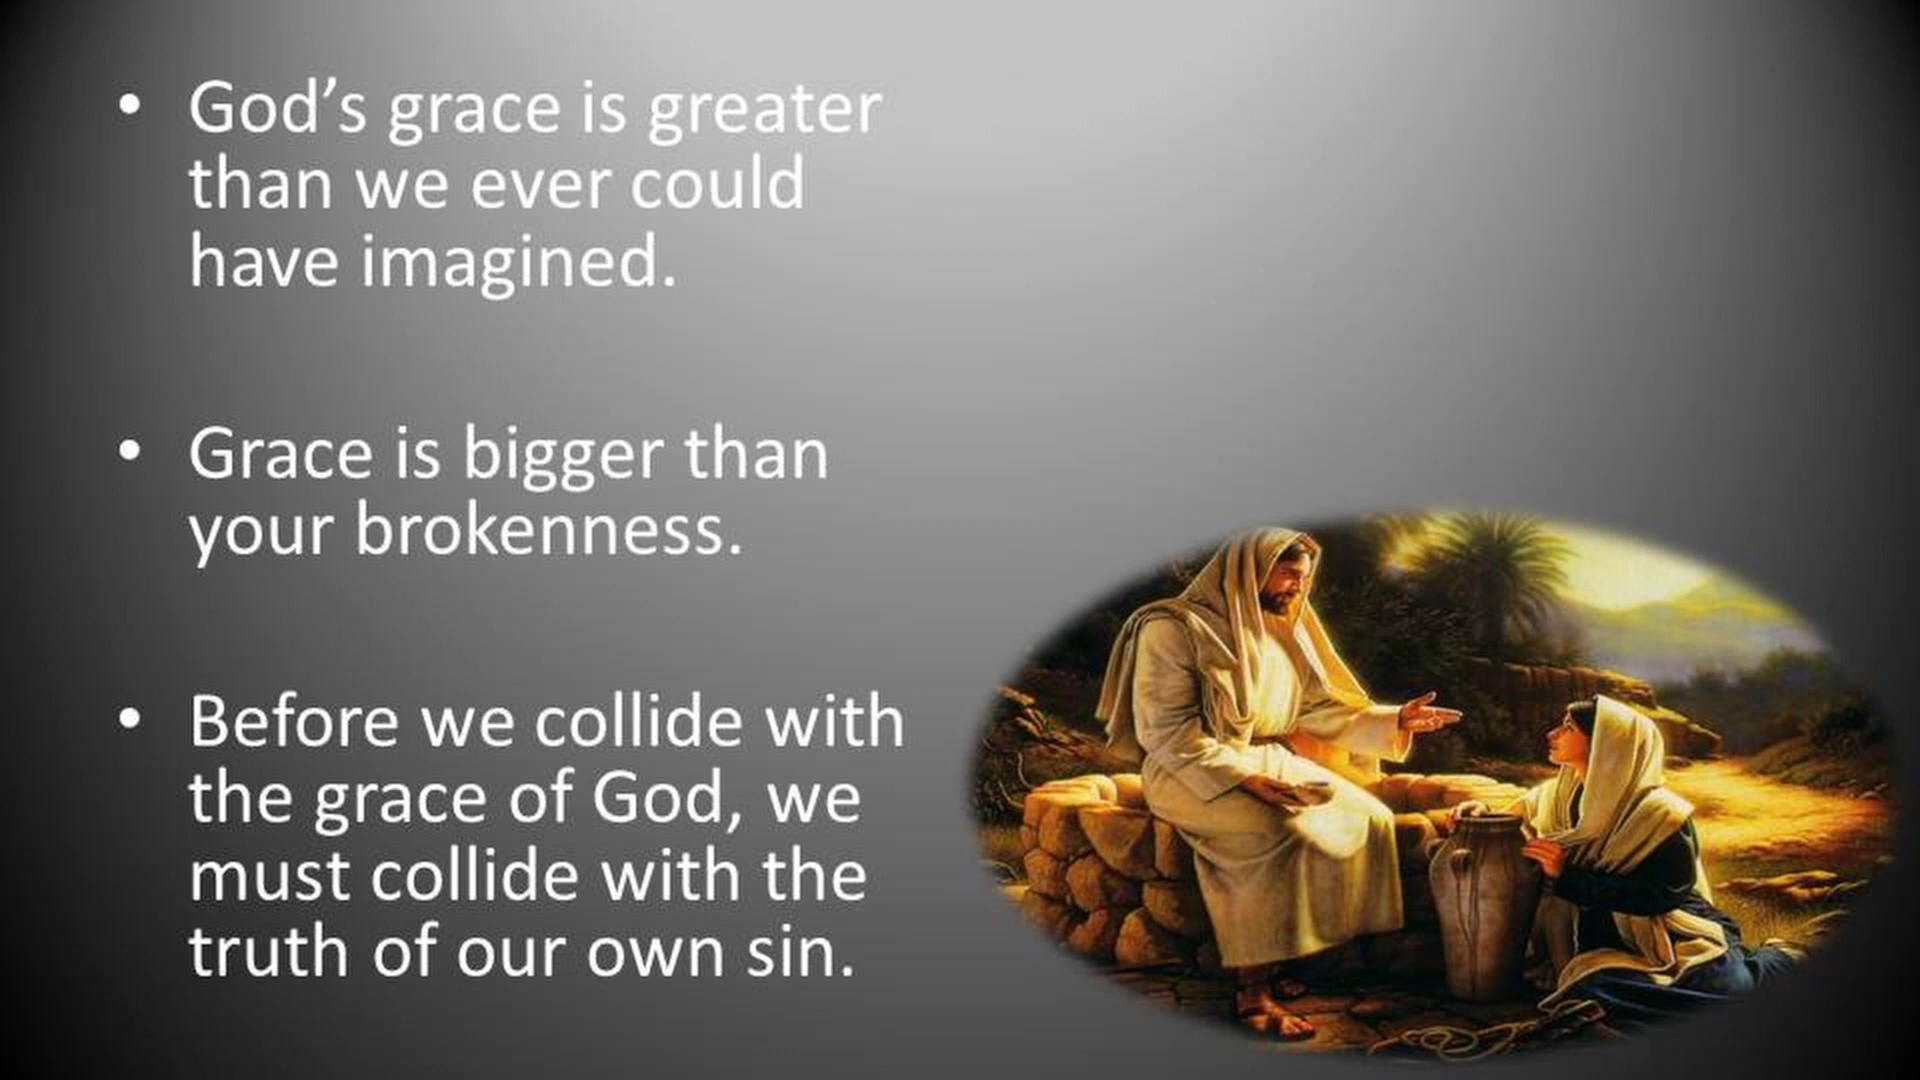 • God’s grace is greater
than we ever could
have imagined.
• Grace is bigger than
your brokenness.
• Before we collide with
the grace of God, we
must collide with the
truth of our own sin.